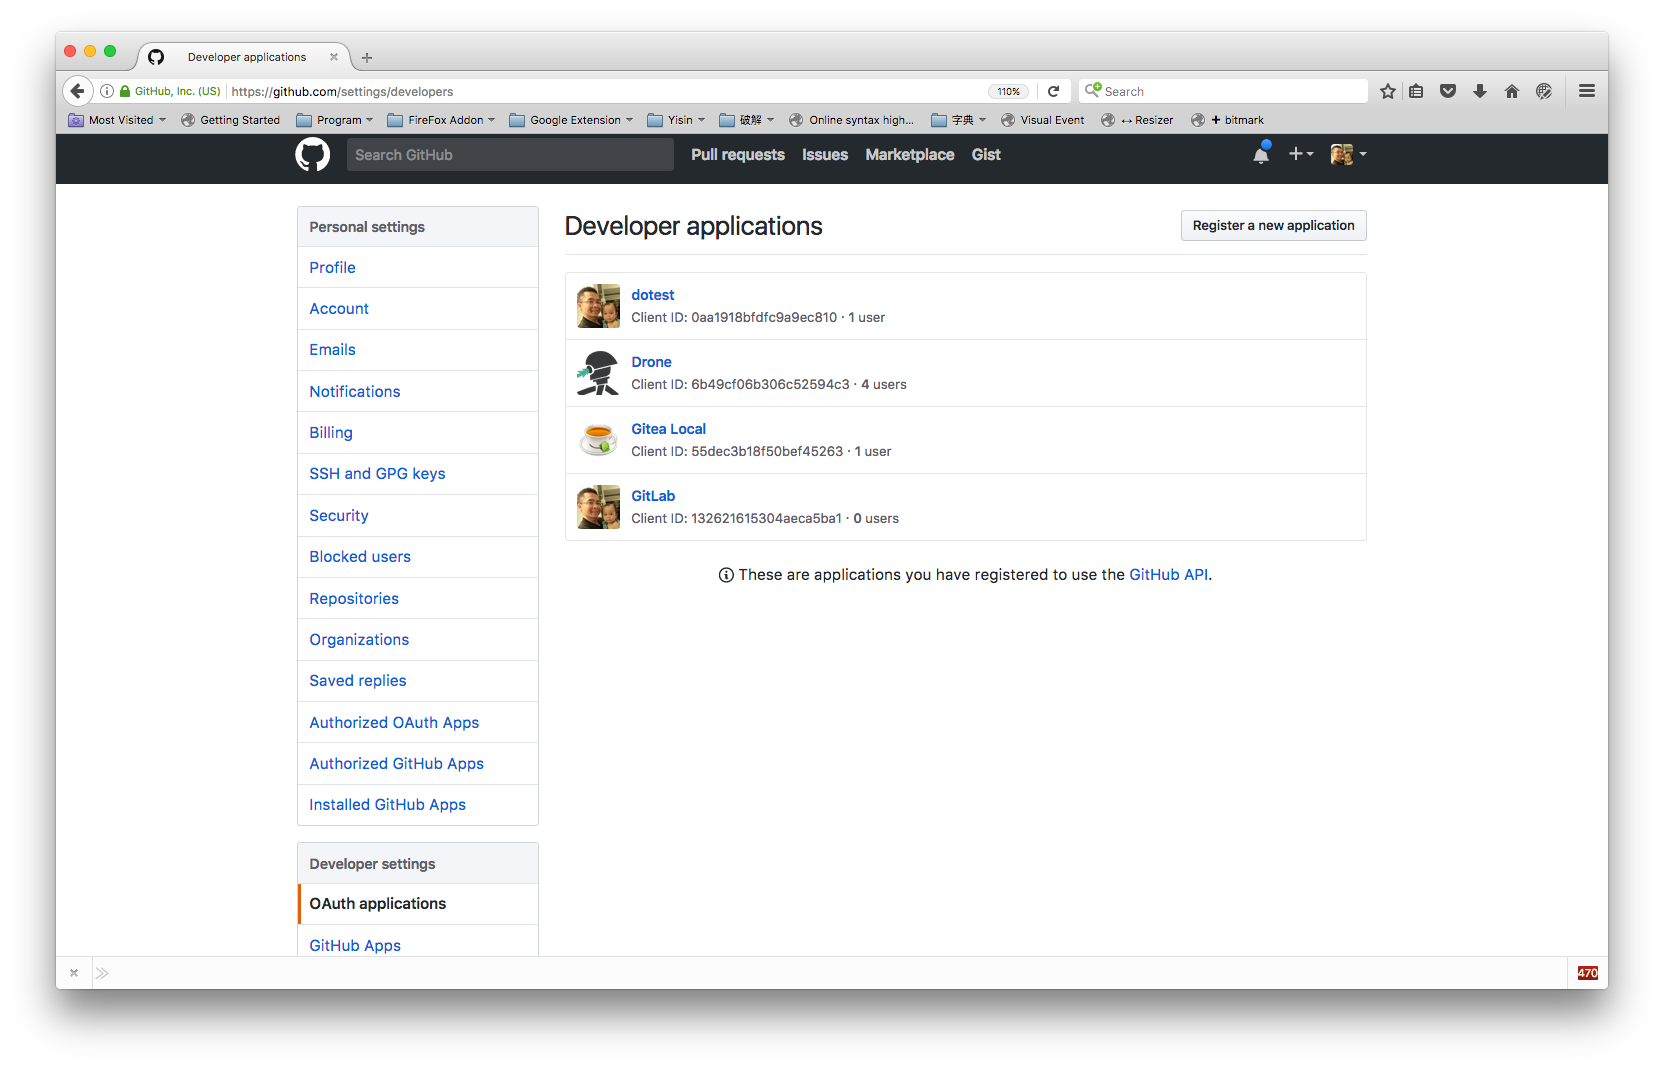 Developer applications
GitHub, Inc. (US) https://github.com/settings/developers 110% Search
Most Visited Getting Started Program FireFox Addon Google Extension Yisin 破解 Online syntax high... 字典 Visual Event ↔ Resizer + bitmark
Search GitHub Pull requests Issues Marketplace Gist
Personal settings
Profile
Account
Emails
Notifications
Billing
SSH and GPG keys
Security
Blocked users
Repositories
Organizations
Saved replies
Authorized OAuth Apps
Authorized GitHub Apps
Installed GitHub Apps
Developer settings
OAuth applications
GitHub Apps
Developer applications
Register a new application
dotest
Client ID: 0aa1918bfdfc9a9ec810 · 1 user
Drone
Client ID: 6b49cf06b306c52594c3 · 4 users
Gitea Local
Client ID: 55dec3b18f50bef45263 · 1 user
GitLab
Client ID: 132621615304aeca5ba1 · 0 users
These are applications you have registered to use the GitHub API.
470